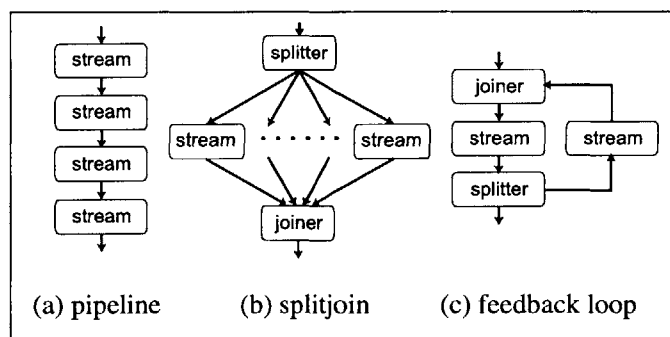 stream
stream
stream
stream
splitter
stream
stream
joiner
joiner
stream
stream
splitter
(a) pipeline
(b) splitjoin
(c) feedback loop